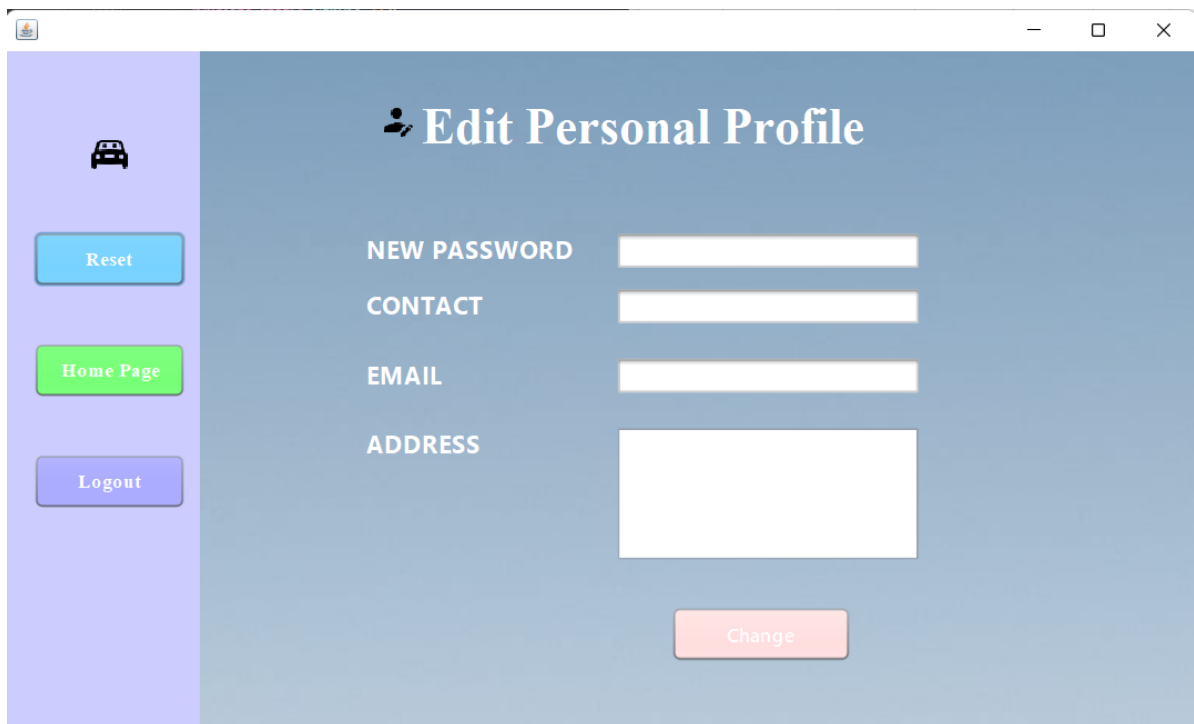 Edit Personal Profile
Reset
NEW PASSWORD
CONTACT
Home Page
EMAIL
ADDRESS
Logout
Change